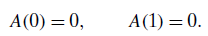 A(0) = 0, A(1) = 0.